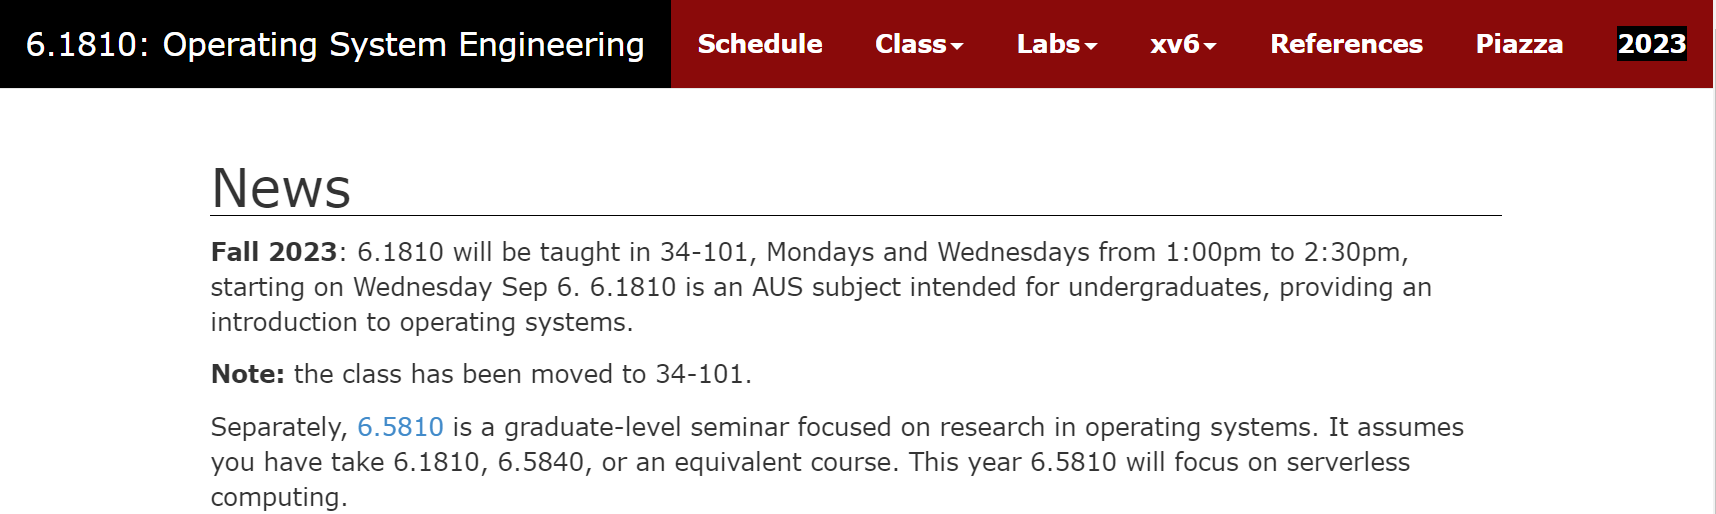 6.1810: Operating System Engineering Schedule Class Labs xv6 References Piazza 2023
News
Fall 2023: 6.1810 will be taught in 34-101, Mondays and Wednesdays from 1:00pm to 2:30pm,
starting on Wednesday Sep 6. 6.1810 is an AUS subject intended for undergraduates, providing an
introduction to operating systems.
Note: the class has been moved to 34-101.
Separately, 6.5810 is a graduate-level seminar focused on research in operating systems. It assumes
you have take 6.1810, 6.5840, or an equivalent course. This year 6.5810 will focus on serverless
computing.